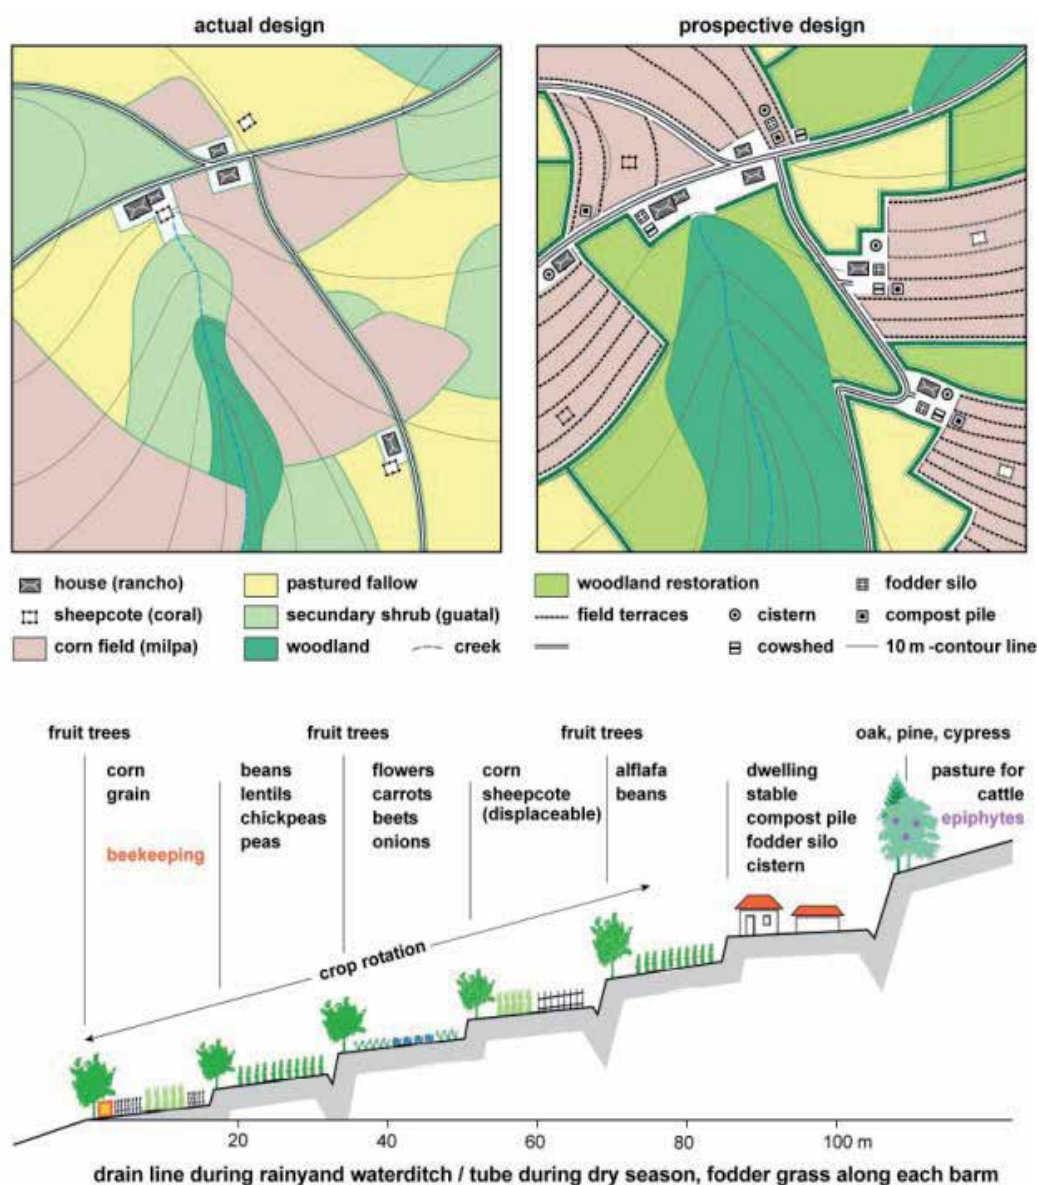 actual design
prospective design
house (rancho)
sheepcote (coral)
corn field (milpa)
pastured fallow
secundary shrub (guatal)
woodland
creek
woodland restoration
field terraces
cistern
cowshed
fodder silo
compost pile
10 m -contour line
fruit trees
fruit trees
fruit trees
oak, pine, cypress
corn
grain
beekeeping
beans
lentils
chickpeas
peas
flowers
carrots
beets
onions
corn
sheepcote
(displaceable)
alflafa
beans
dwelling
stable
compost pile
fodder silo
cistern
pasture for
cattle
epiphytes
crop rotation
20
40
60
80
100 m
drain line during rainyand waterditch / tube during dry season, fodder grass along each barm